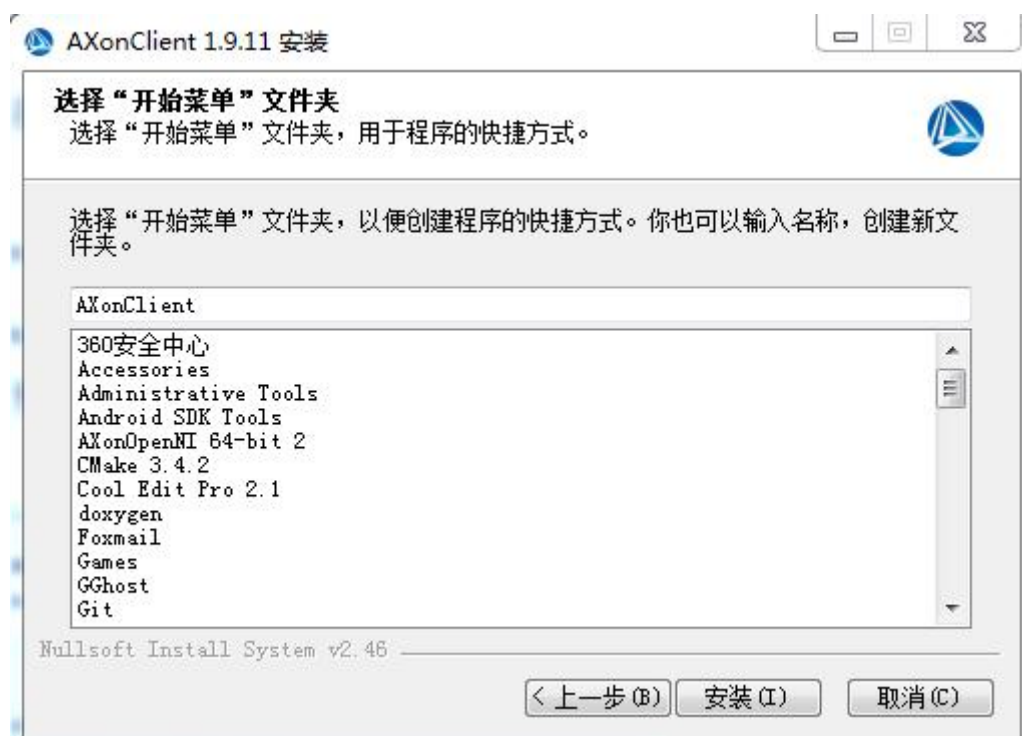 AXonClient 1.9.11 安装
选择“开始菜单”文件夹
选择“开始菜单”文件夹，用于程序的快捷方式。
选择“开始菜单”文件夹，以便创建程序的快捷方式。你也可以输入名称，创建新文
件夹。
AXonClient
360安全中心
Accessories
Administrative Tools
Android SDK Tools
AXonOpenNI 64-bit 2
CMake 3.4.2
Cool Edit Pro 2.1
doxygen
Foxmail
Games
GGhost
Git
Nullsoft Install System v2.46
< 上一步(B) 安装(I) 取消(C)